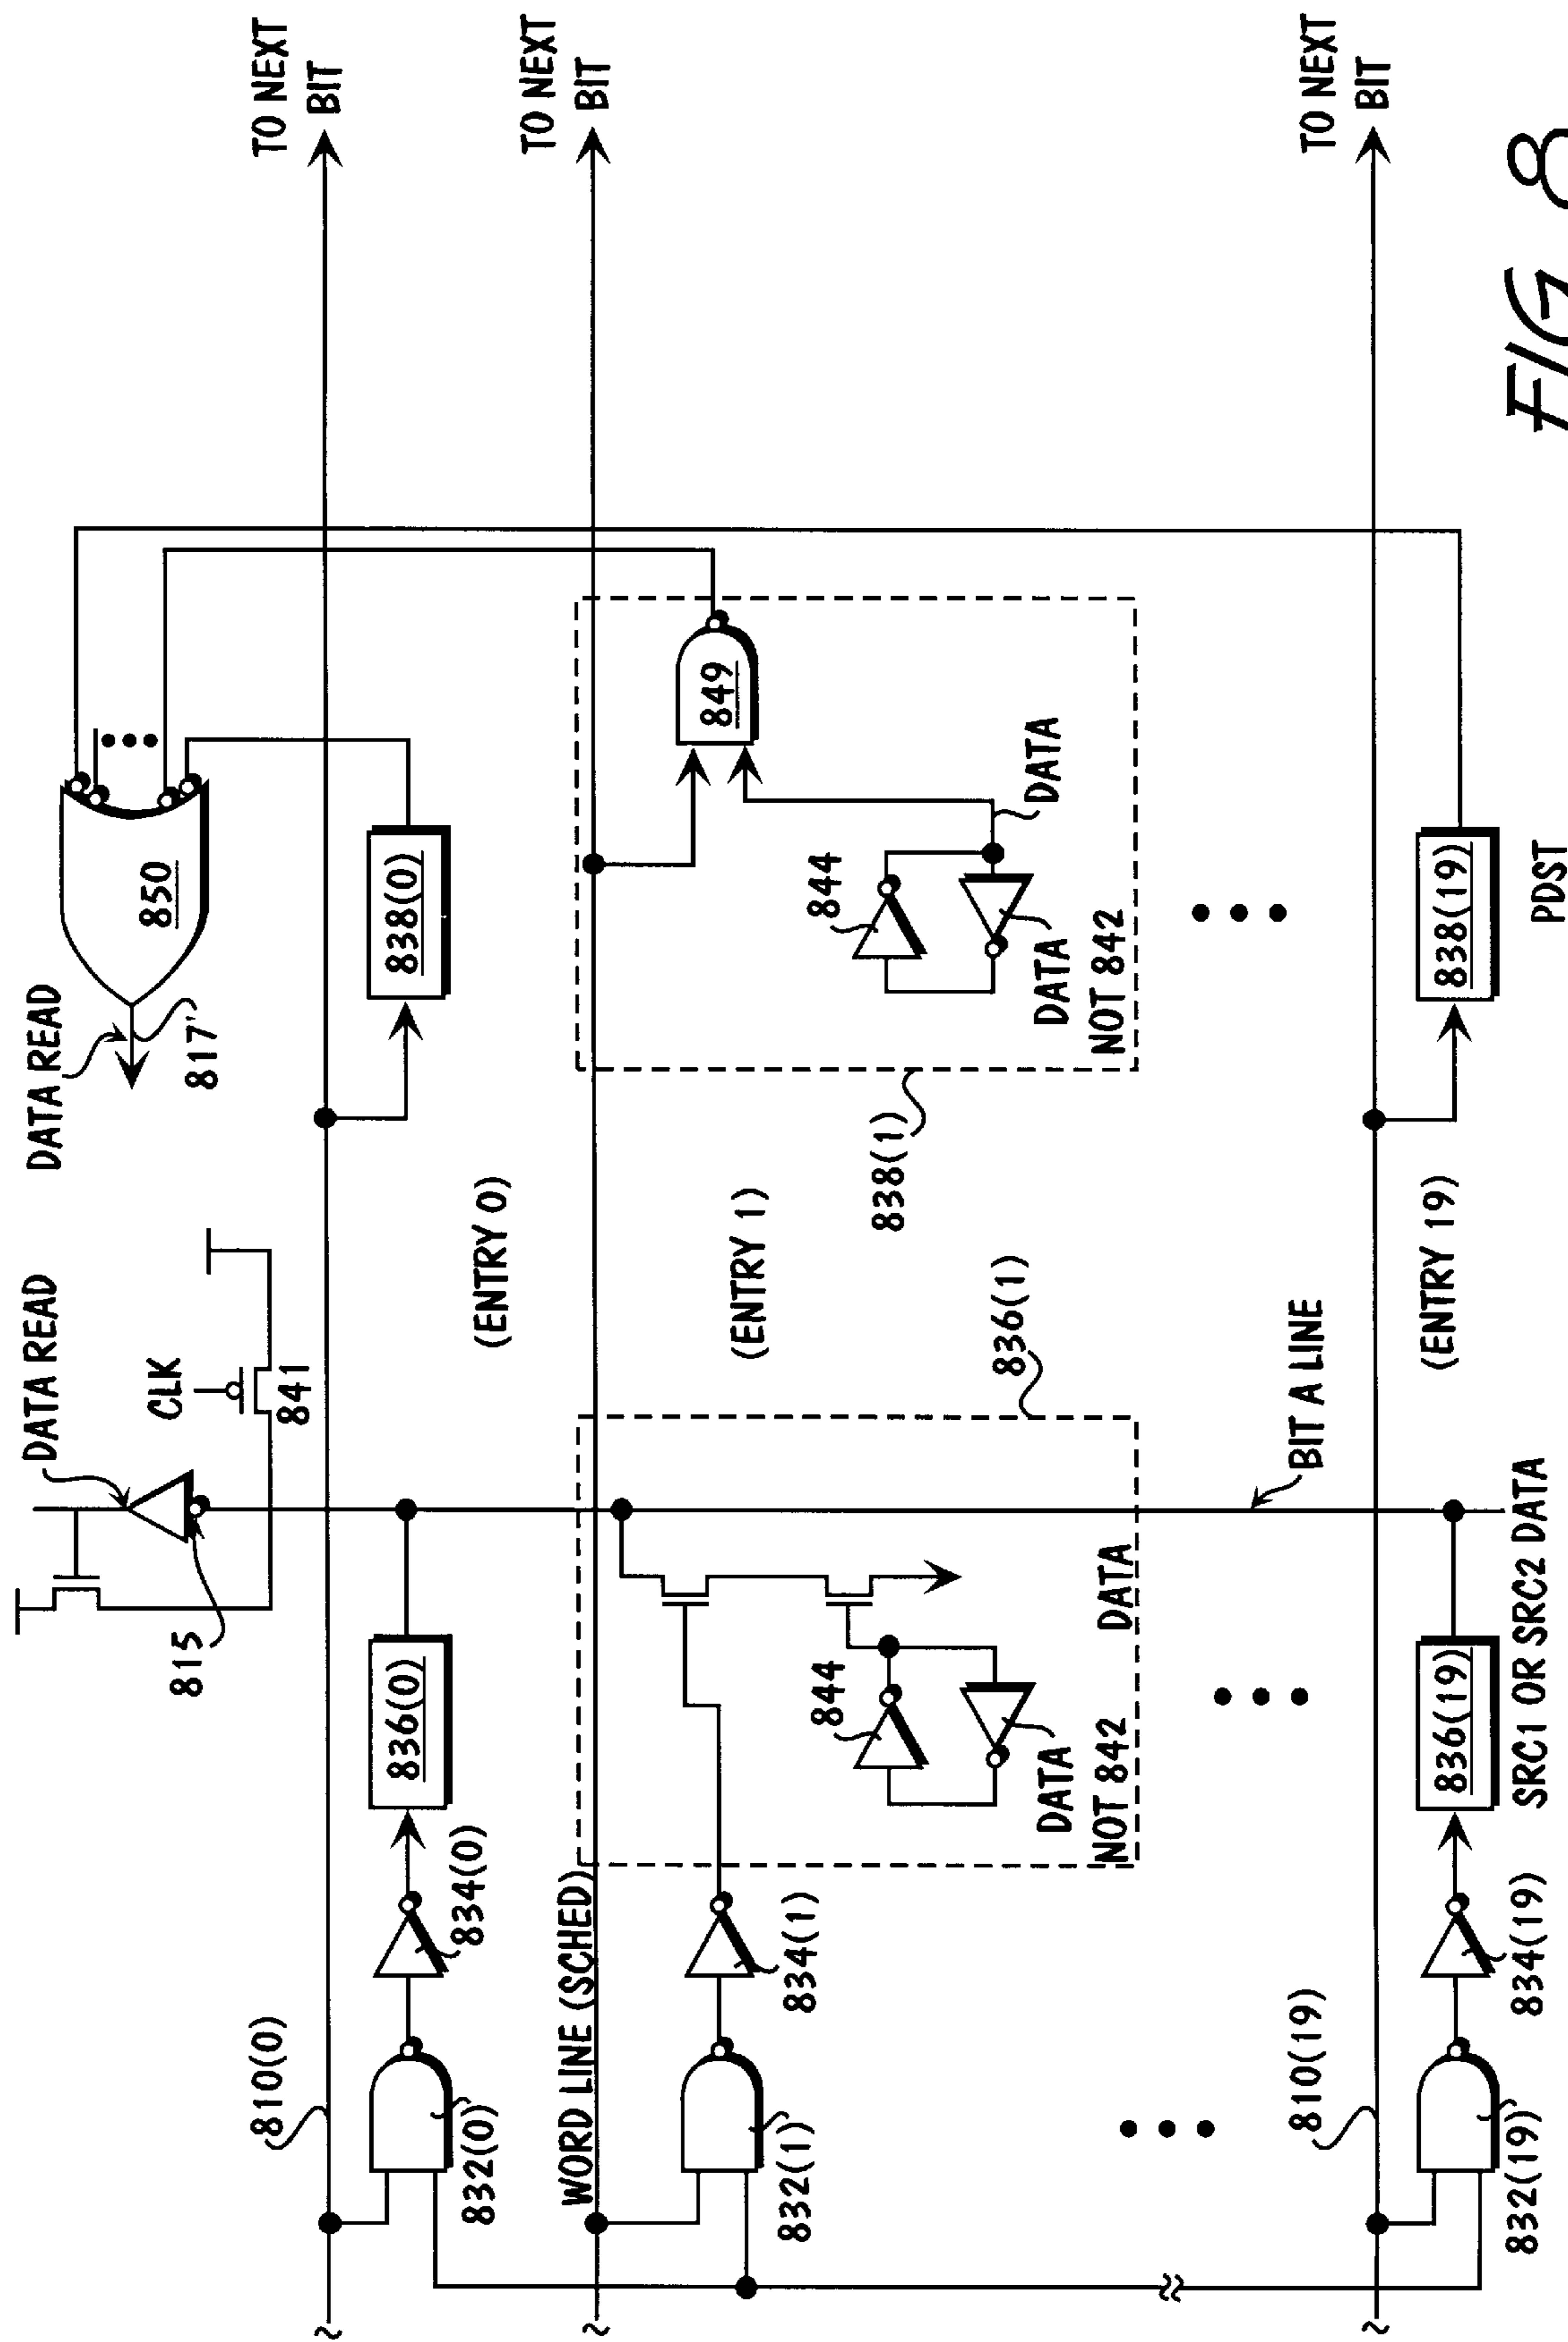 DATA READ
817
850
838(0)
TO NEXT
BIT
DATA READ
CLK
841
815
836(0)
834(0)
832(0)
810(0)
(ENTRY 0)
WORD LINE (SCHED)
TO NEXT
BIT
832(1)
834(1)
836(1)
844
DATA
NOT 842
DATA
(ENTRY 1)
838(1)
849
844
DATA
DATA
NOT 842
BIT A LINE
810(19)
TO NEXT
BIT
832(19)
834(19)
836(19)
(ENTRY 19)
838(19)
SRC1 OR SRC2 DATA
PDST
FIG 8